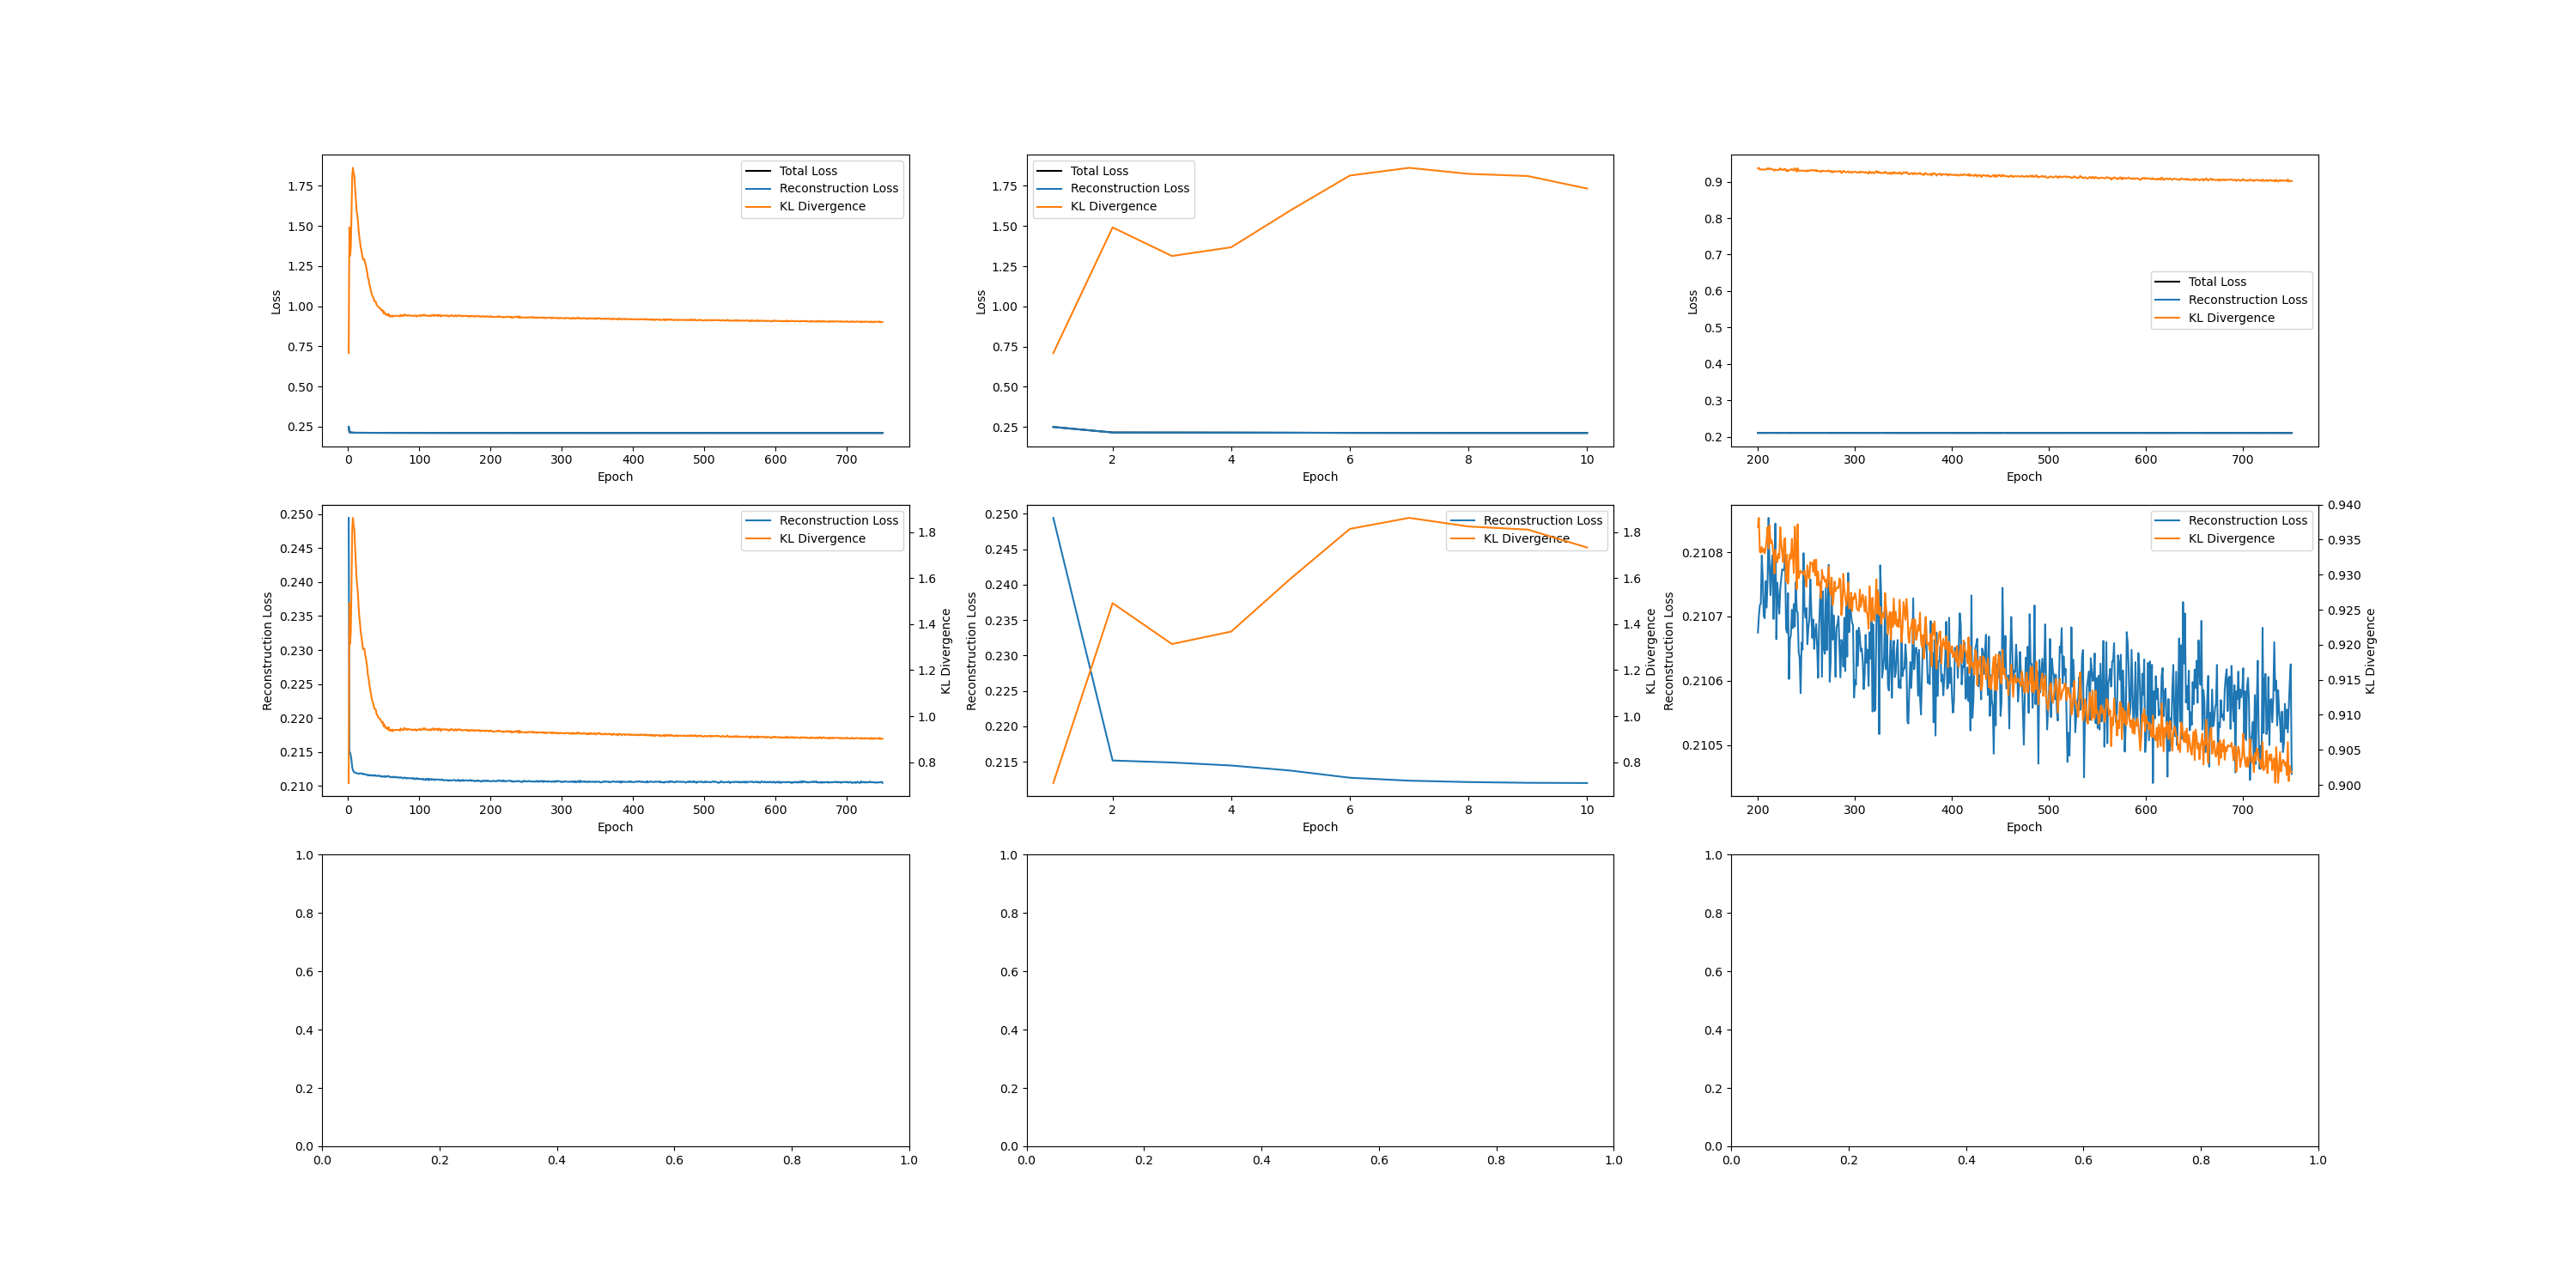 Loss
1.75
1.50
1.25
1.00
0.75
0.50
0.25
0 100 200 300 400 500 600 700
Epoch
Total Loss
Reconstruction Loss
KL Divergence
Loss
1.75
1.50
1.25
1.00
0.75
0.50
0.25
2 4 6 8 10
Epoch
Total Loss
Reconstruction Loss
KL Divergence
Loss
0.9
0.8
0.7
0.6
0.5
0.4
0.3
0.2
200 300 400 500 600 700
Epoch
Total Loss
Reconstruction Loss
KL Divergence
Reconstruction Loss
0.250
0.245
0.240
0.235
0.230
0.225
0.220
0.215
0.210
0 100 200 300 400 500 600 700
Epoch
Reconstruction Loss
KL Divergence
1.8
1.6
1.4
1.2
1.0
0.8
KL Divergence
Reconstruction Loss
0.250
0.245
0.240
0.235
0.230
0.225
0.220
0.215
2 4 6 8 10
Epoch
Reconstruction Loss
KL Divergence
1.8
1.6
1.4
1.2
1.0
0.8
KL Divergence
Reconstruction Loss
0.2108
0.2107
0.2106
0.2105
200 300 400 500 600 700
Epoch
Reconstruction Loss
KL Divergence
0.940
0.935
0.930
0.925
0.920
0.915
0.910
0.905
0.900
KL Divergence
1.0
0.8
0.6
0.4
0.2
0.0
0.0 0.2 0.4 0.6 0.8 1.0
1.0
0.8
0.6
0.4
0.2
0.0
0.0 0.2 0.4 0.6 0.8 1.0
1.0
0.8
0.6
0.4
0.2
0.0
0.0 0.2 0.4 0.6 0.8 1.0